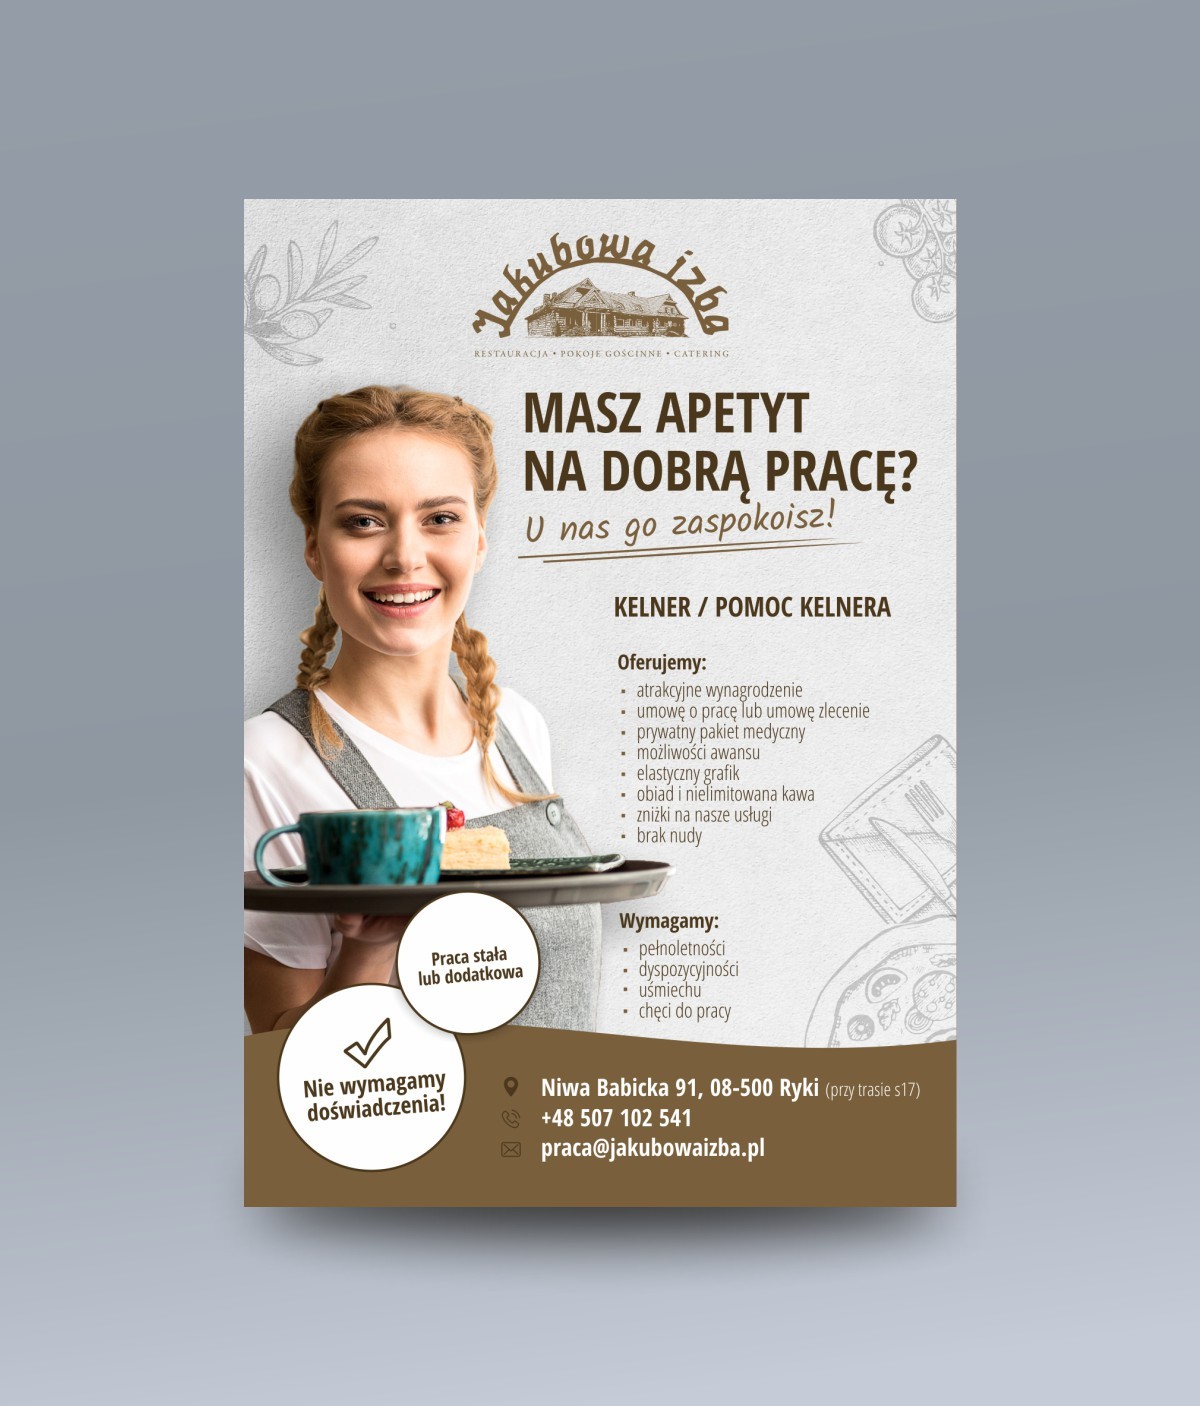 Jakubowa izba
RESTAURACJA • POKOJE GOŚCINNE • CATERING
MASZ APETYT
NA DOBRĄ PRACĘ?
U nas go zaspokoisz!
KELNER / POMOC KELNERA
Oferujemy:
▪ atrakcyjne wynagrodzenie
▪ umowę o pracę lub umowę zlecenie
▪ prywatny pakiet medyczny
▪ możliwości awansu
▪ elastyczny grafik
▪ obiad i nielimitowana kawa
▪ zniżki na nasze usługi
▪ brak nudy
Wymagamy:
▪ pełnoletności
▪ dyspozycyjności
▪ uśmiechu
▪ chęci do pracy
Praca stała
lub dodatkowa
Nie wymagamy
doświadczenia!
Niwa Babicka 91, 08-500 Ryki (przy trasie s17)
+48 507 102 541
praca@jakubowaizba.pl